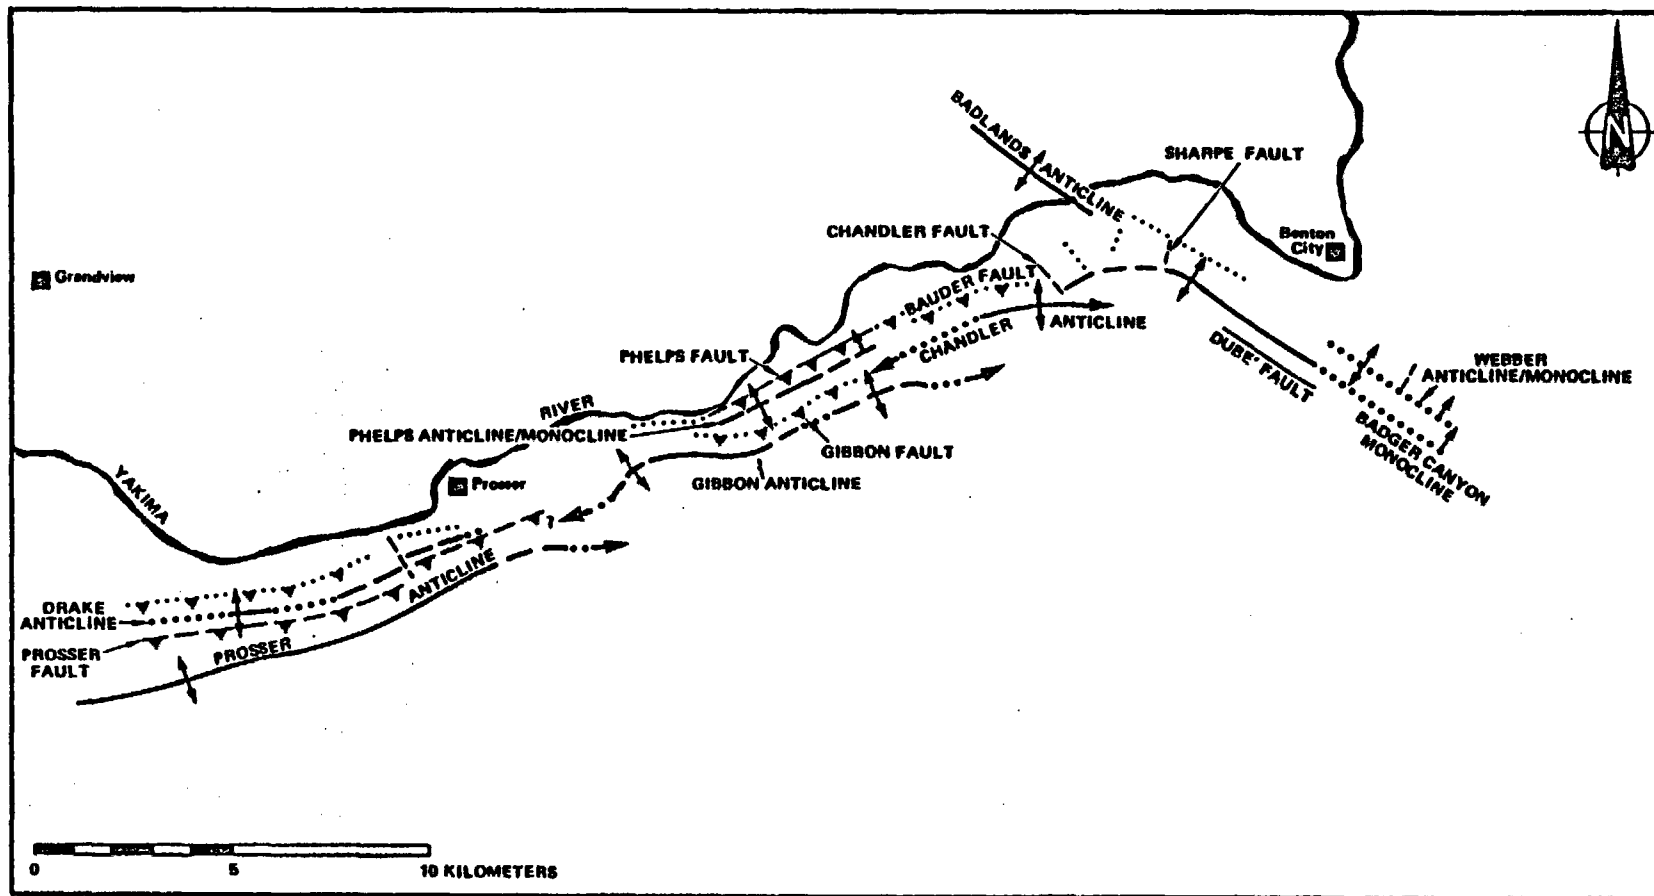 BADLANDS ANTICLINE
SHARPE FAULT
N
CHANDLER FAULT
Benton
City
Grandview
BAUDER FAULT
CHANDLER
ANTICLINE
PHELPS FAULT
DUBE' FAULT
WEBBER
ANTICLINE/MONOCLINE
RIVER
PHELPS ANTICLINE/MONOCLINE
GIBBON FAULT
BADGER CANYON
MONOCLINE
YAKIMA
Prosser
GIBBON ANTICLINE
?
ANTICLINE
DRAKE
ANTICLINE
PROSSER
PROSSER
FAULT
0 5 10 KILOMETERS